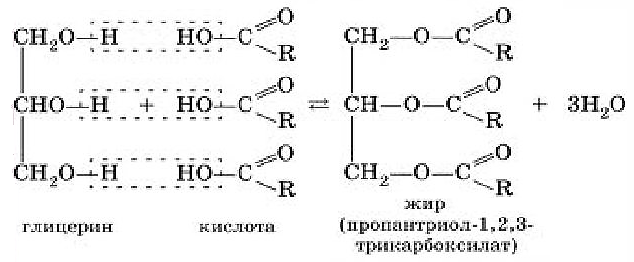 CH₂O—H HO—C O R CH₂—O—C O R
CHO—H + HO—C O R ⇄ CH—O—C O R + 3H₂O
CH₂O—H HO—C O R CH₂—O—C O R
глицерин кислота жир
(пропантриол-1,2,3-
трикарбоксилат)